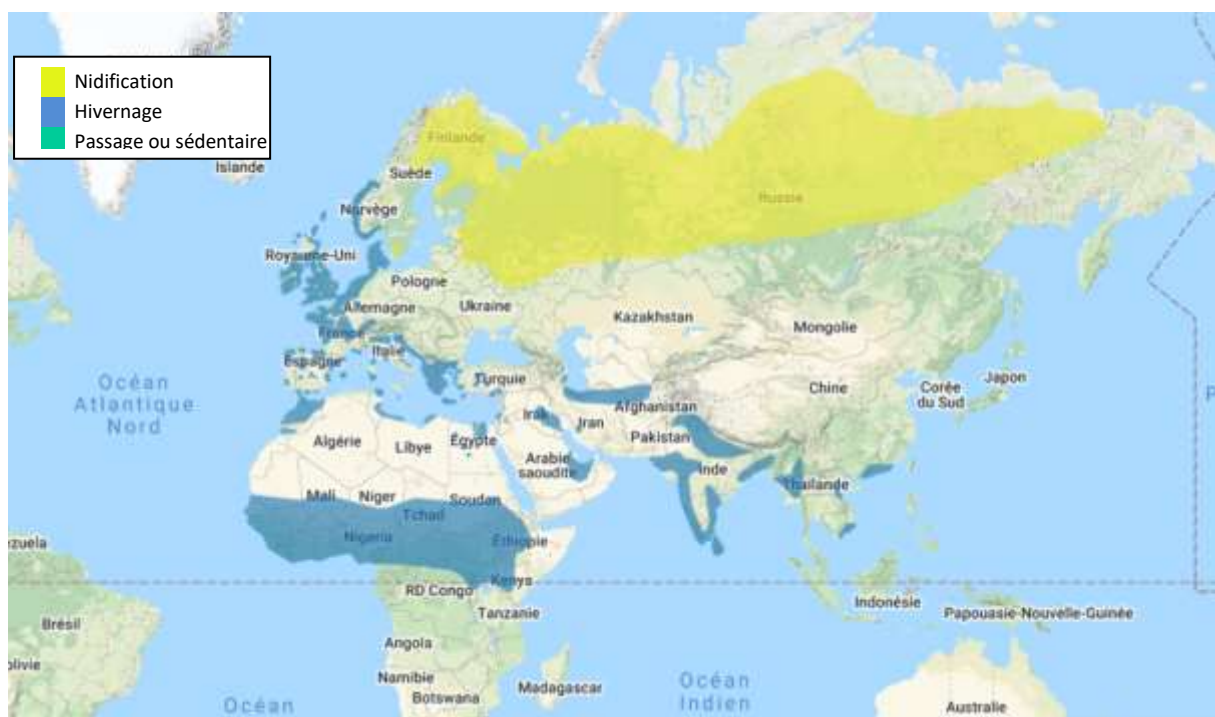 Nidification
Hivernage
Passage ou sédentaire
Islande
Finlande
Suède
Norvège
Russie
Royaume-Uni
Pologne
Allemagne
Ukraine
Kazakhstan
Mongolie
France
Italie
Espagne
Turquie
Chine
Corée
du Sud
Japon
Océan
Atlantique
Nord
Irak
Iran
Afghanistan
Pakistan
Algérie
Libye
Égypte
Arabie
saoudite
Inde
Thaïlande
Mali
Niger
Tchad
Soudan
Nigeria
Éthiopie
ezuela
Kenya
RD Congo
Tanzanie
Indonésie
Papouasie-Nouvelle-Guinée
Brésil
olivie
Angola
Namibie
Botswana
Madagascar
Océan
Océan
Indien
Australie
P